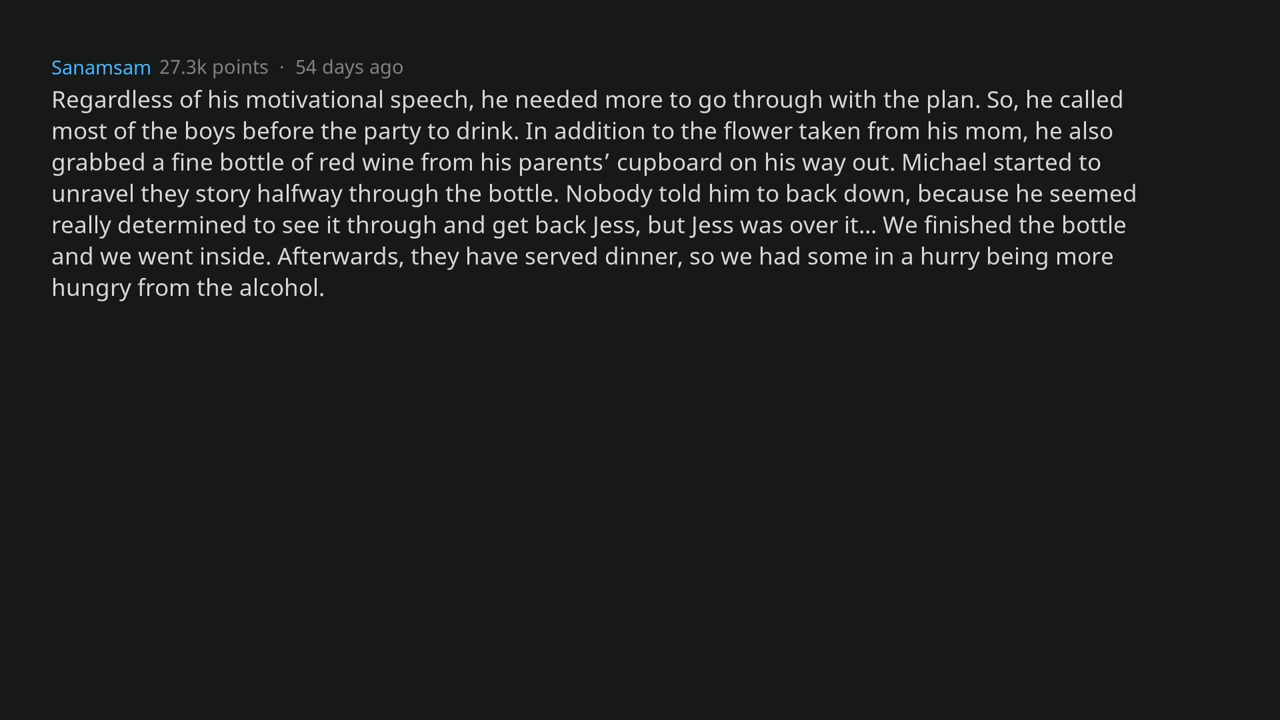 Sanamsam 27.3k points · 54 days ago
Regardless of his motivational speech, he needed more to go through with the plan. So, he called
most of the boys before the party to drink. In addition to the flower taken from his mom, he also
grabbed a fine bottle of red wine from his parents’ cupboard on his way out. Michael started to
unravel they story halfway through the bottle. Nobody told him to back down, because he seemed
really determined to see it through and get back Jess, but Jess was over it... We finished the bottle
and we went inside. Afterwards, they have served dinner, so we had some in a hurry being more
hungry from the alcohol.